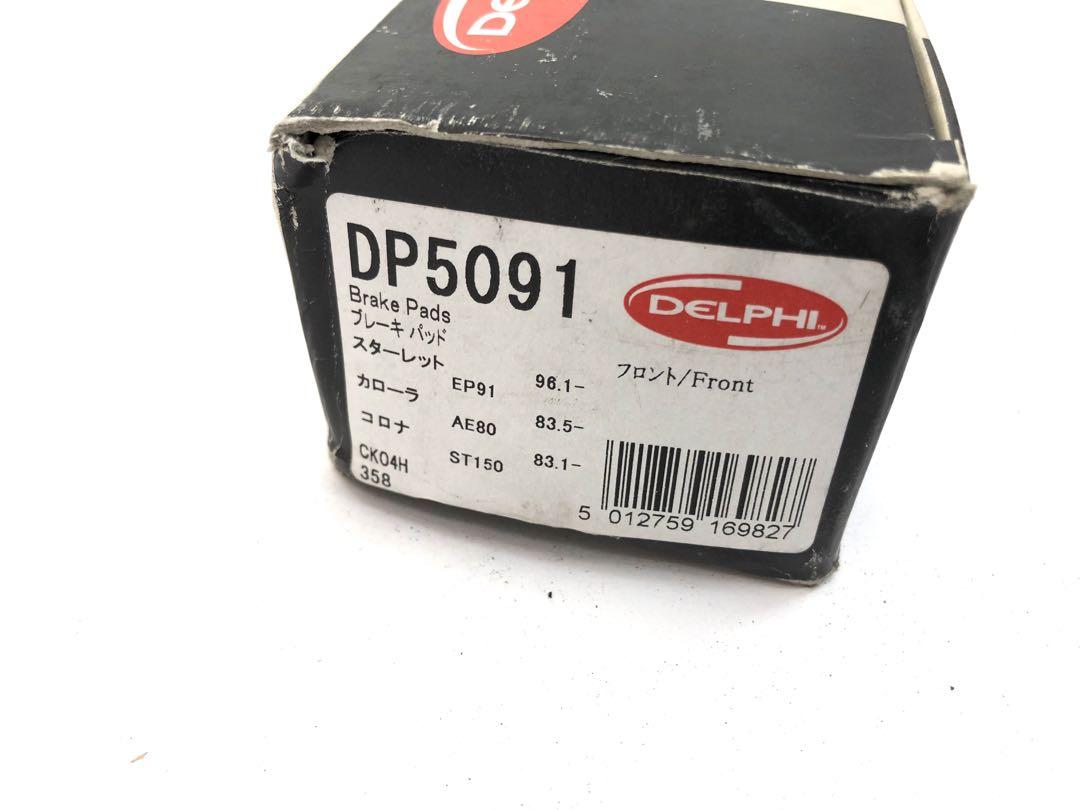 De
DP5091
Brake Pads
ブレーキ パッド
スターレット
カローラ EP91 96.1-
コロナ AE80 83.5-
CK04H ST150 83.1-
358
DELPHI™
フロント/Front
5 012759 169827